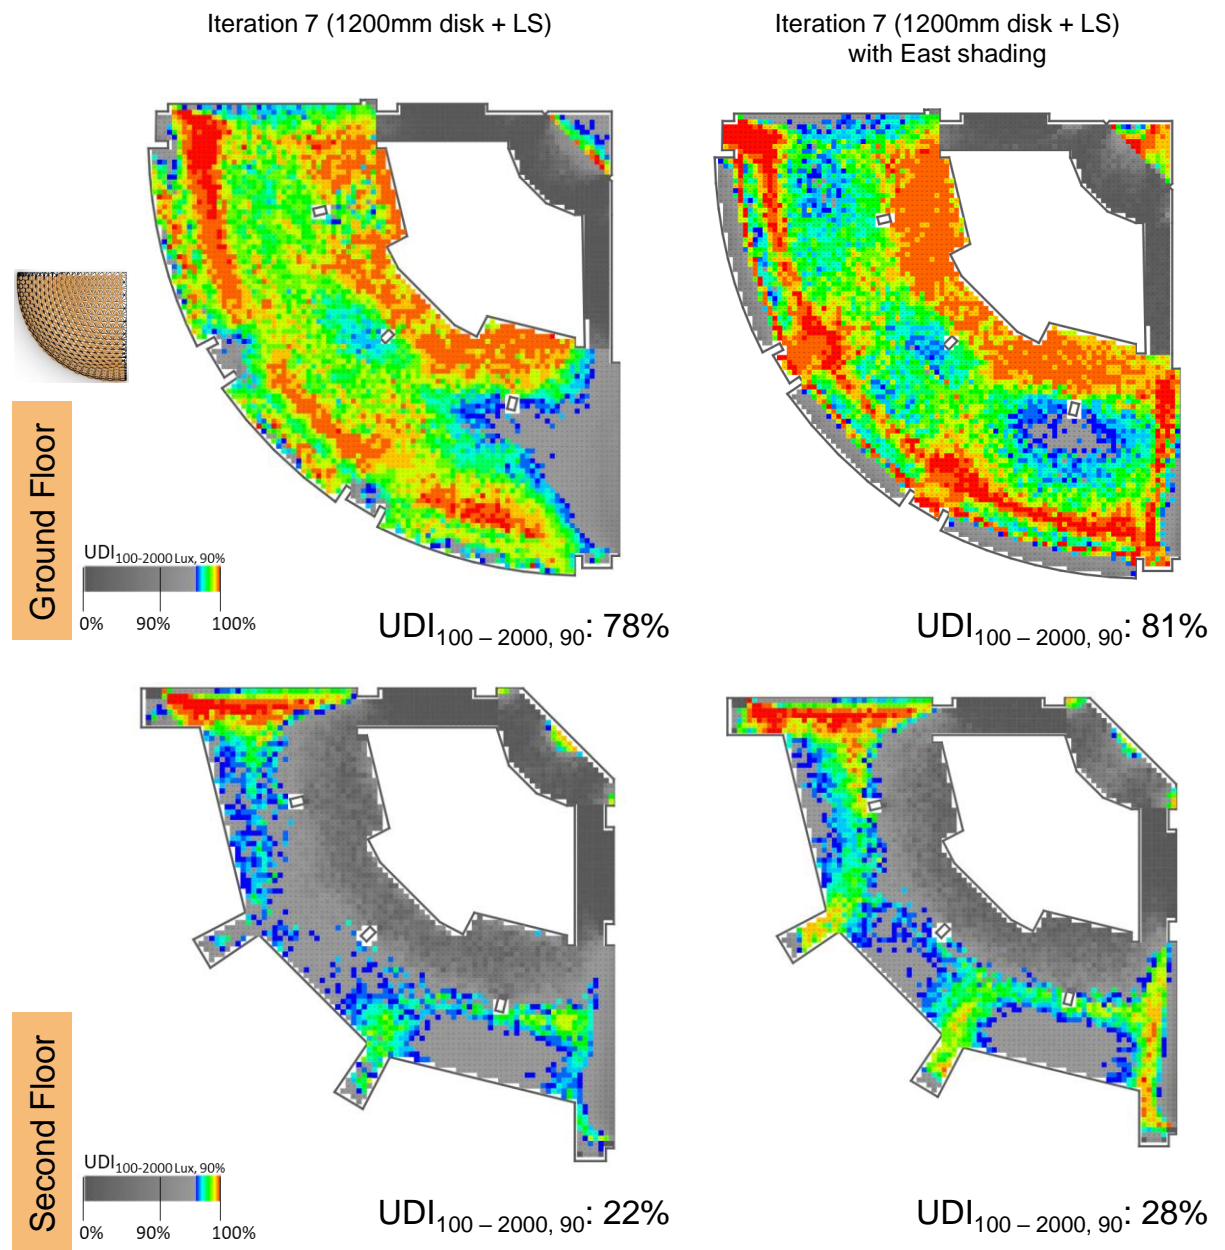 Iteration 7 (1200mm disk + LS)
Iteration 7 (1200mm disk + LS)
with East shading
Ground Floor
UDI100-2000 Lux, 90%
0% 90% 100%
UDI100 – 2000, 90: 78%
UDI100 – 2000, 90: 81%
Second Floor
UDI100-2000 Lux, 90%
0% 90% 100%
UDI100 – 2000, 90: 22%
UDI100 – 2000, 90: 28%